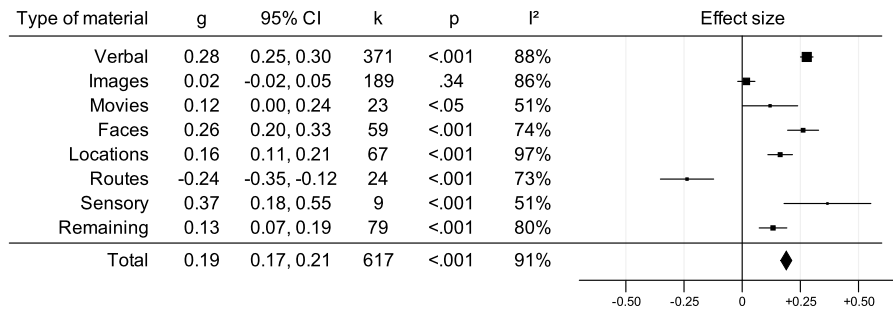 Type of material g 95% CI k p I² Effect size
Verbal 0.28 0.25, 0.30 371 <.001 88%
Images 0.02 -0.02, 0.05 189 .34 86%
Movies 0.12 0.00, 0.24 23 <.05 51%
Faces 0.26 0.20, 0.33 59 <.001 74%
Locations 0.16 0.11, 0.21 67 <.001 97%
Routes -0.24 -0.35, -0.12 24 <.001 73%
Sensory 0.37 0.18, 0.55 9 <.001 51%
Remaining 0.13 0.07, 0.19 79 <.001 80%
Total 0.19 0.17, 0.21 617 <.001 91%
-0.50 -0.25 0 +0.25 +0.50